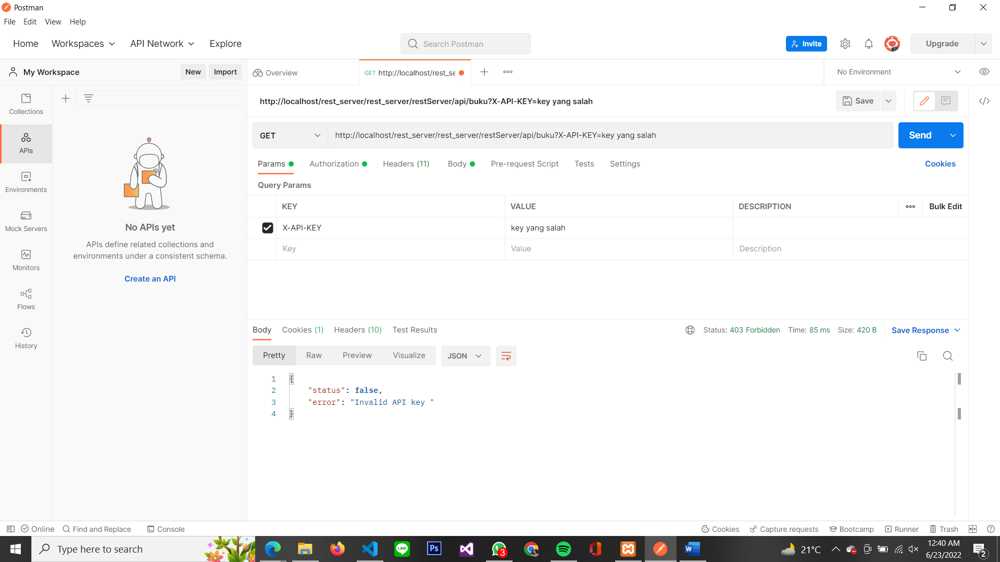 Postman
File Edit View Help
Home Workspaces API Network Explore Search Postman Invite Upgrade
My Workspace New Import Overview GET http://localhost/rest_se No Environment
http://localhost/rest_server/rest_server/restServer/api/buku?X-API-KEY=key yang salah Save
Collections
GET http://localhost/rest_server/rest_server/restServer/api/buku?X-API-KEY=key yang salah Send
APIs
Params Authorization Headers (11) Body Pre-request Script Tests Settings Cookies
Environments
Query Params
KEY VALUE DESCRIPTION Bulk Edit
Mock Servers
X-API-KEY key yang salah
No APIs yet
APIs define related collections and
environments under a consistent schema.
Key Value Description
Monitors
Create an API
Flows
Body Cookies (1) Headers (10) Test Results Status: 403 Forbidden Time: 85 ms Size: 420 B Save Response
History
Pretty Raw Preview Visualize JSON
1 {
2 "status": false,
3 "error": "Invalid API key "
4 }
Online Find and Replace Console Cookies Capture requests Bootcamp Runner Trash
Type here to search Ps 3 21°C 12:40 AM
6/23/2022 2